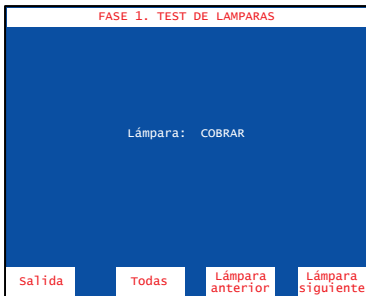 FASE 1. TEST DE LAMPARAS
Lámpara: COBRAR
Salida
Todas
Lámpara
anterior
Lámpara
siguiente